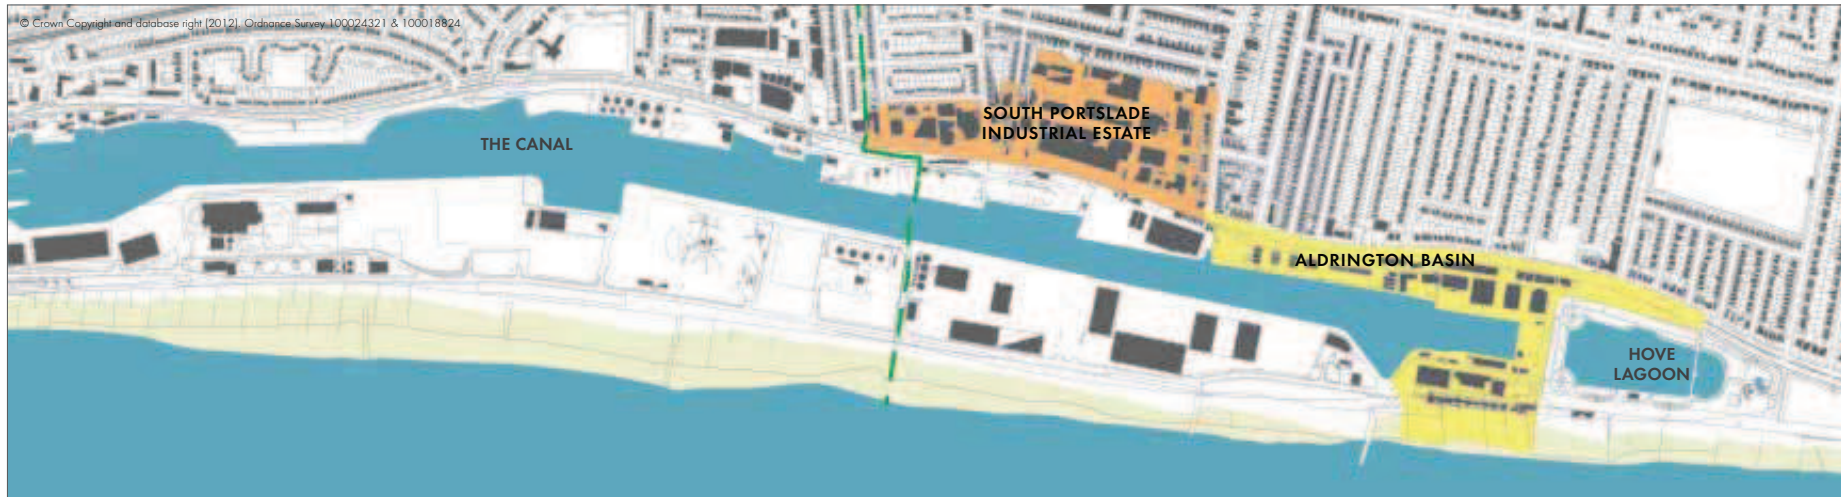 © Crown Copyright and database right (2012). Ordnance Survey 100024321 & 100018824
SOUTH PORTSLADE
INDUSTRIAL ESTATE
THE CANAL
ALDRINGTON BASIN
HOVE
LAGOON